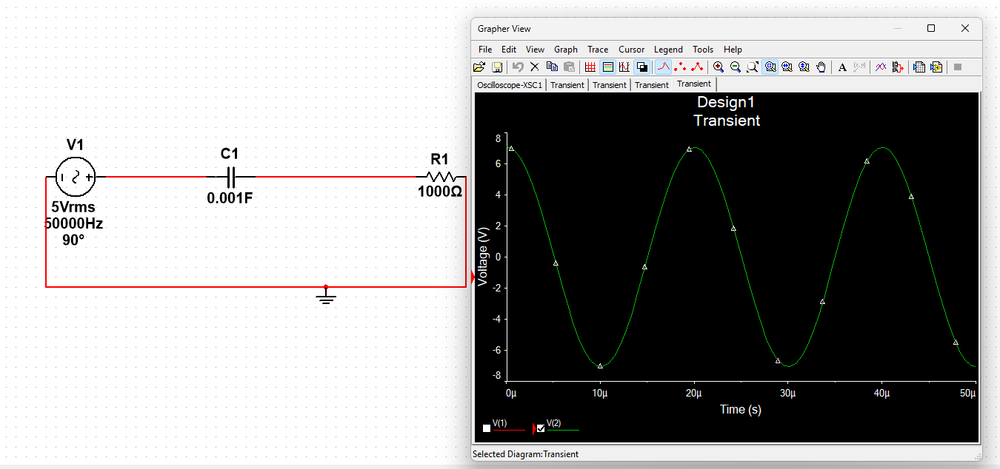 V1
5Vrms
50000Hz
90°
C1
0.001F
R1
1000Ω
Grapher View
File Edit View Graph Trace Cursor Legend Tools Help
A
Oscilloscope-XSC1 Transient Transient Transient Transient
Design1
Transient
Voltage (V)
8
6
4
2
0
-2
-4
-6
-8
0µ 10µ 20µ 30µ 40µ 50µ
Time (s)
V(1) V(2)
Selected Diagram:Transient